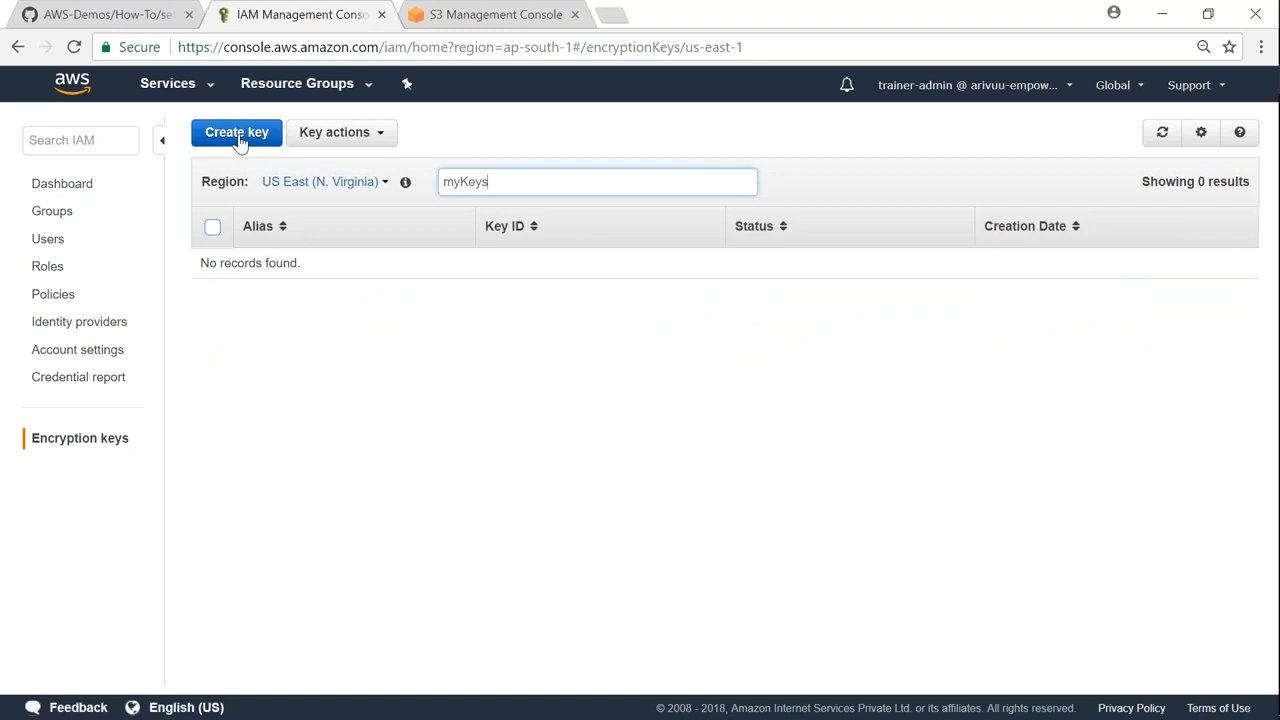 AWS-Demos/How-To/set
IAM Management Conso
S3 Management Console
Secure
https://console.aws.amazon.com/iam/home?region=ap-south-1#/encryptionKeys/us-east-1
aws
Services
Resource Groups
trainer-admin @ arivuu-empow...
Global
Support
Search IAM
Dashboard
Groups
Users
Roles
Policies
Identity providers
Account settings
Credential report
Encryption keys
Create key
Key actions
Region: US East (N. Virginia)
myKeys
Showing 0 results
Alias
Key ID
Status
Creation Date
No records found.
Feedback
English (US)
© 2008 - 2018, Amazon Internet Services Private Ltd. or its affiliates. All rights reserved.
Privacy Policy
Terms of Use